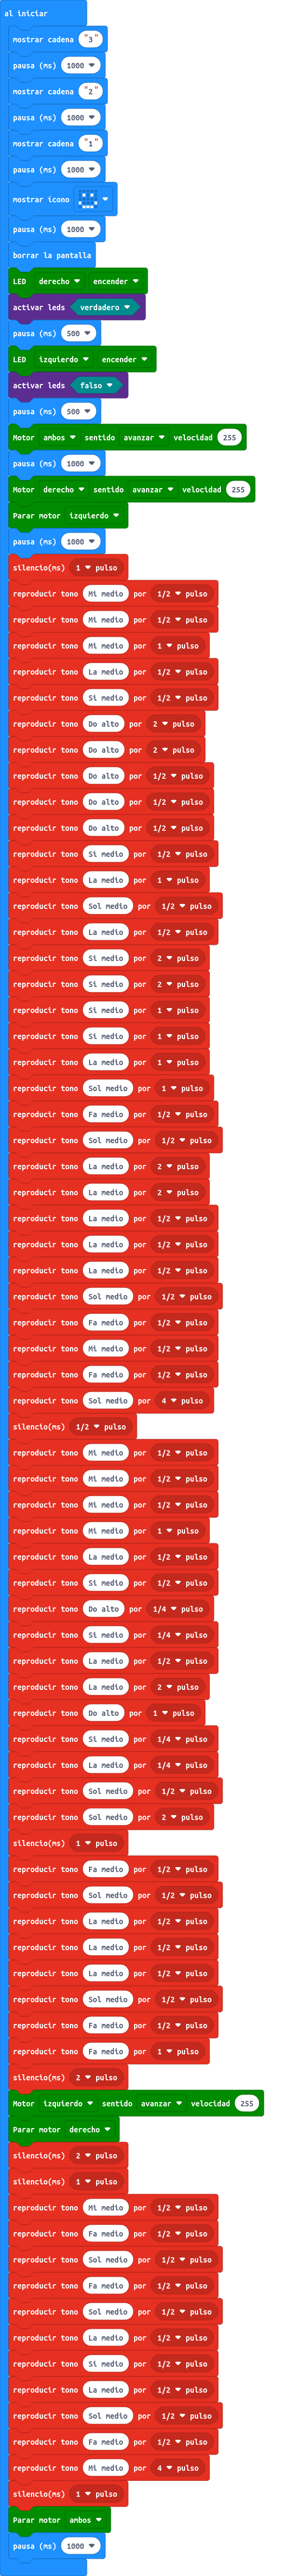 al iniciar
mostrar cadena "3"
pausa (ms) 1000
mostrar cadena "2"
pausa (ms) 1000
mostrar cadena "1"
pausa (ms) 1000
mostrar icono
pausa (ms) 1000
borrar la pantalla
LED derecho encender
activar leds verdadero
pausa (ms) 500
LED izquierdo encender
activar leds falso
pausa (ms) 500
Motor ambos sentido avanzar velocidad 255
pausa (ms) 1000
Motor derecho sentido avanzar velocidad 255
Parar motor izquierdo
pausa (ms) 1000
silencio(ms) 1 pulso
reproducir tono Mi medio por 1/2 pulso
reproducir tono Mi medio por 1/2 pulso
reproducir tono Mi medio por 1 pulso
reproducir tono La medio por 1/2 pulso
reproducir tono Si medio por 1/2 pulso
reproducir tono Do alto por 2 pulso
reproducir tono Do alto por 2 pulso
reproducir tono Do alto por 1/2 pulso
reproducir tono Do alto por 1/2 pulso
reproducir tono Do alto por 1/2 pulso
reproducir tono Si medio por 1/2 pulso
reproducir tono La medio por 1 pulso
reproducir tono Sol medio por 1/2 pulso
reproducir tono La medio por 1/2 pulso
reproducir tono Si medio por 2 pulso
reproducir tono Si medio por 2 pulso
reproducir tono Si medio por 1 pulso
reproducir tono Si medio por 1 pulso
reproducir tono La medio por 1 pulso
reproducir tono Sol medio por 1 pulso
reproducir tono Fa medio por 1/2 pulso
reproducir tono Sol medio por 1/2 pulso
reproducir tono La medio por 2 pulso
reproducir tono La medio por 2 pulso
reproducir tono La medio por 1/2 pulso
reproducir tono La medio por 1/2 pulso
reproducir tono La medio por 1/2 pulso
reproducir tono Sol medio por 1/2 pulso
reproducir tono Fa medio por 1/2 pulso
reproducir tono Mi medio por 1/2 pulso
reproducir tono Fa medio por 1/2 pulso
reproducir tono Sol medio por 4 pulso
silencio(ms) 1/2 pulso
reproducir tono Mi medio por 1/2 pulso
reproducir tono Mi medio por 1/2 pulso
reproducir tono Mi medio por 1/2 pulso
reproducir tono Mi medio por 1 pulso
reproducir tono La medio por 1/2 pulso
reproducir tono Si medio por 1/2 pulso
reproducir tono Do alto por 1/4 pulso
reproducir tono Si medio por 1/4 pulso
reproducir tono La medio por 1/2 pulso
reproducir tono La medio por 2 pulso
reproducir tono Do alto por 1 pulso
reproducir tono Si medio por 1/4 pulso
reproducir tono La medio por 1/4 pulso
reproducir tono Sol medio por 1/2 pulso
reproducir tono Sol medio por 2 pulso
silencio(ms) 1 pulso
reproducir tono Fa medio por 1/2 pulso
reproducir tono Sol medio por 1/2 pulso
reproducir tono La medio por 1/2 pulso
reproducir tono La medio por 1/2 pulso
reproducir tono La medio por 1/2 pulso
reproducir tono Sol medio por 1/2 pulso
reproducir tono Fa medio por 1/2 pulso
reproducir tono Fa medio por 1 pulso
silencio(ms) 2 pulso
Motor izquierdo sentido avanzar velocidad 255
Parar motor derecho
silencio(ms) 2 pulso
silencio(ms) 1 pulso
reproducir tono Mi medio por 1/2 pulso
reproducir tono Fa medio por 1/2 pulso
reproducir tono Sol medio por 1/2 pulso
reproducir tono Fa medio por 1/2 pulso
reproducir tono Sol medio por 1/2 pulso
reproducir tono La medio por 1/2 pulso
reproducir tono Si medio por 1/2 pulso
reproducir tono La medio por 1/2 pulso
reproducir tono Sol medio por 1/2 pulso
reproducir tono Fa medio por 1/2 pulso
reproducir tono Mi medio por 4 pulso
silencio(ms) 1 pulso
Parar motor ambos
pausa (ms) 1000